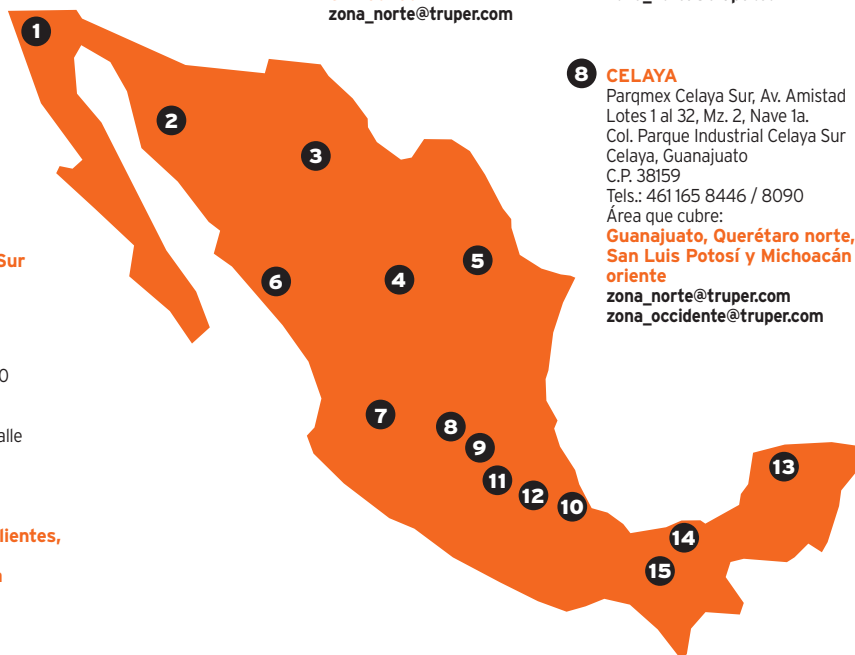 zona_norte@truper.com
8 CELAYA
Parqmex Celaya Sur, Av. Amistad
Lotes 1 al 32, Mz. 2, Nave 1a.
Col. Parque Industrial Celaya Sur
Celaya, Guanajuato
C.P. 38159
Tels.: 461 165 8446 / 8090
Área que cubre:
Guanajuato, Querétaro norte,
San Luis Potosí y Michoacán
oriente
zona_norte@truper.com
zona_occidente@truper.com
Sur
0
alle
lientes,
1
2
3
4
5
6
7
8
9
11
12
10
13
14
15